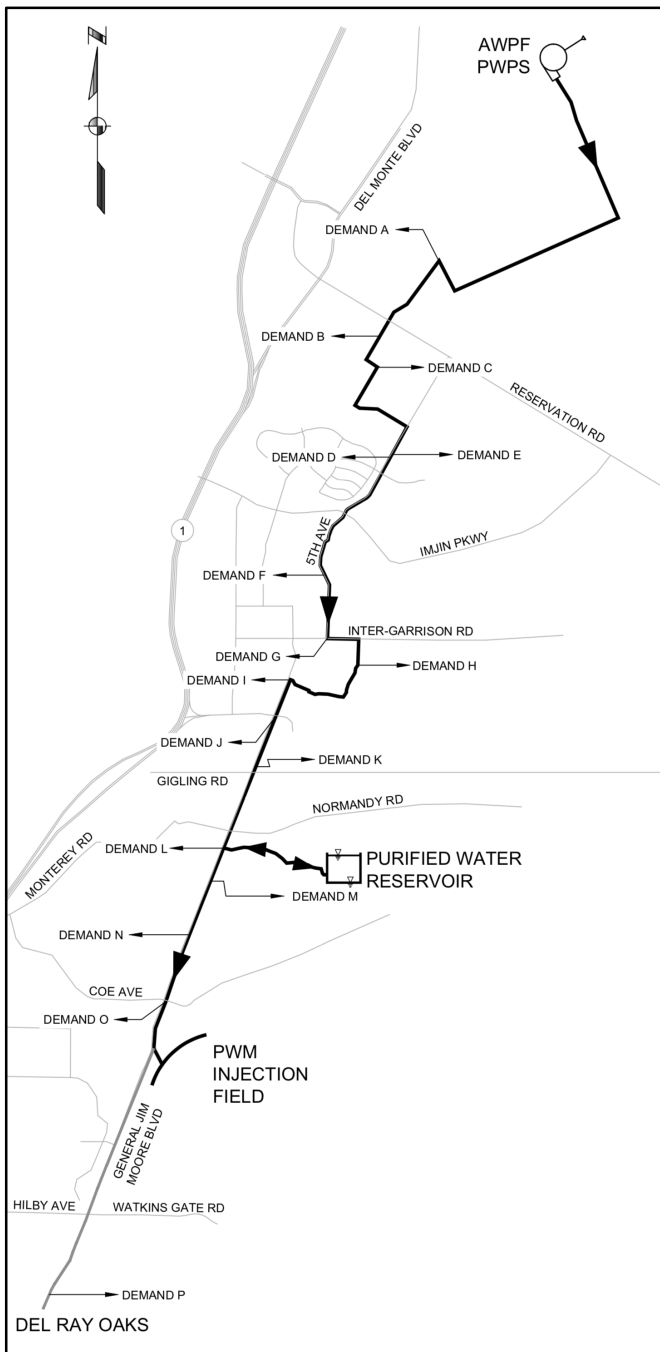 N
AWPF
PWPS
DEL MONTE BLVD
DEMAND A
DEMAND B
DEMAND C
RESERVATION RD
DEMAND D
DEMAND E
1
5TH AVE
IMJIN PKWY
DEMAND F
INTER-GARRISON RD
DEMAND G
DEMAND H
DEMAND I
DEMAND J
DEMAND K
GIGLING RD
NORMANDY RD
MONTEREY RD
DEMAND L
PURIFIED WATER
RESERVOIR
DEMAND M
DEMAND N
COE AVE
DEMAND O
PWM
INJECTION
FIELD
GENERAL JIM
MOORE BLVD
HILBY AVE
WATKINS GATE RD
DEMAND P
DEL RAY OAKS